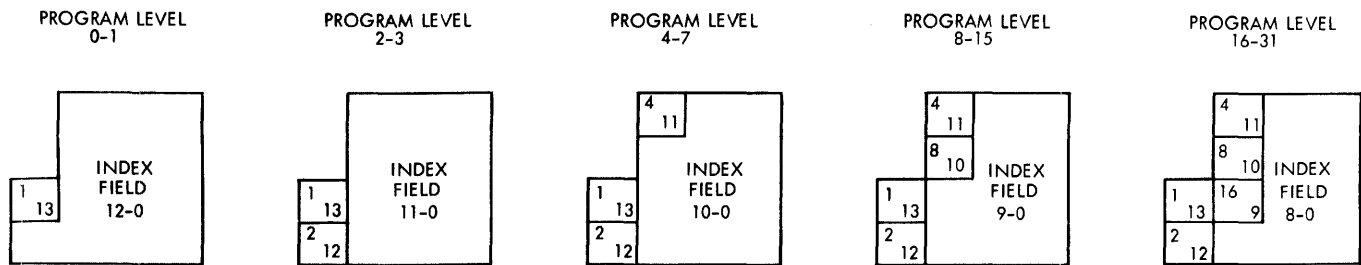 PROGRAM LEVEL
0-1
1
13
INDEX
FIELD
12-0
PROGRAM LEVEL
2-3
1
13
2
12
INDEX
FIELD
11-0
PROGRAM LEVEL
4-7
4
11
1
13
2
12
INDEX
FIELD
10-0
PROGRAM LEVEL
8-15
4
11
8
10
1
13
2
12
INDEX
FIELD
9-0
PROGRAM LEVEL
16-31
4
11
8
10
1
13
16
9
2
12
INDEX
FIELD
8-0